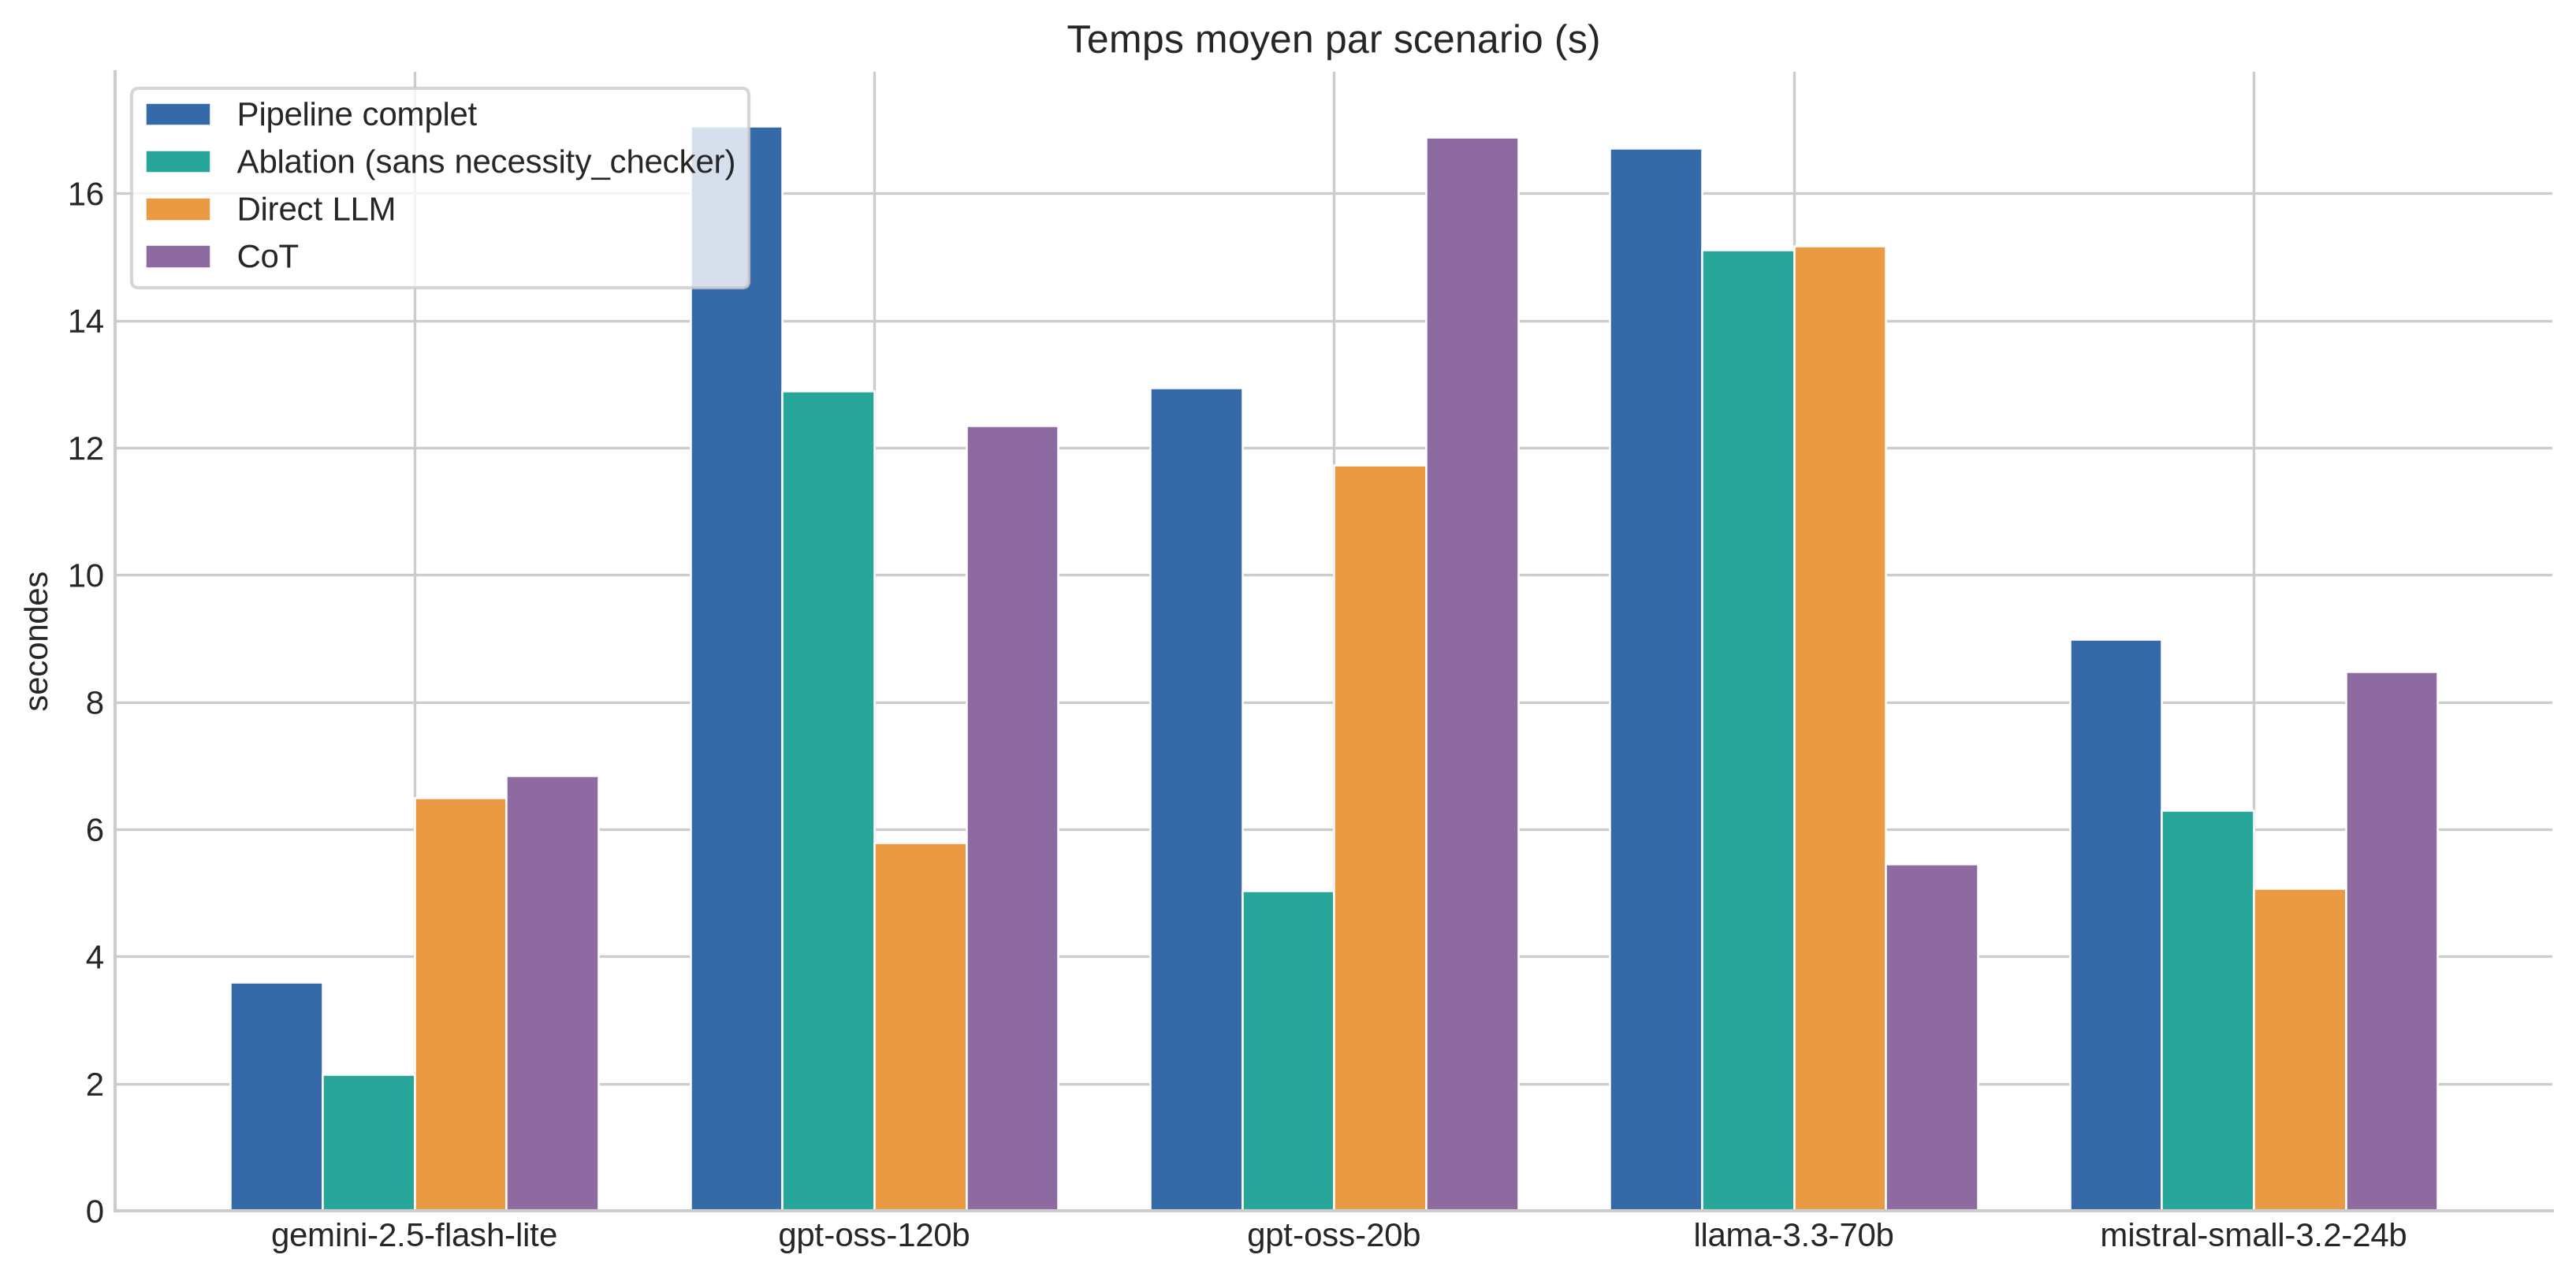 Temps moyen par scenario (s)
Pipeline complet
Ablation (sans necessity_checker)
Direct LLM
CoT
secondes
16
14
12
10
8
6
4
2
0
gemini-2.5-flash-lite
gpt-oss-120b
gpt-oss-20b
llama-3.3-70b
mistral-small-3.2-24b